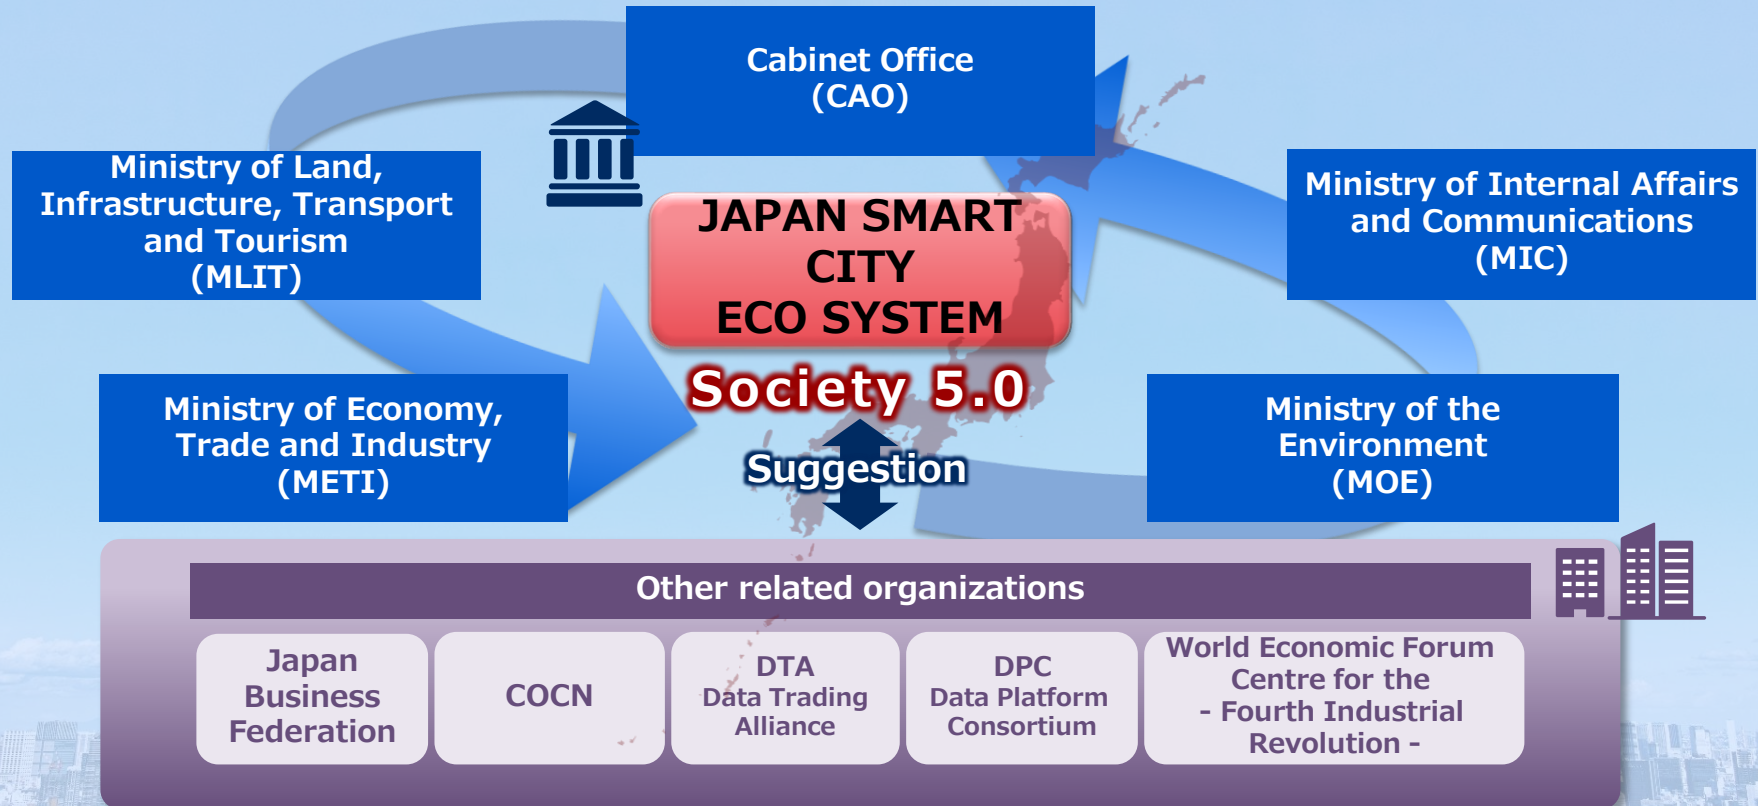 Cabinet Office
(CAO)
Ministry of Land,
Infrastructure, Transport
and Tourism
(MLIT)
Ministry of Internal Affairs
and Communications
(MIC)
JAPAN SMART
CITY
ECO SYSTEM
Society 5.0
Ministry of Economy,
Trade and Industry
(METI)
Suggestion
Ministry of the
Environment
(MOE)
Other related organizations
Japan
Business
Federation
COCN
DTA
Data Trading
Alliance
DPC
Data Platform
Consortium
World Economic Forum
Centre for the
- Fourth Industrial
Revolution -